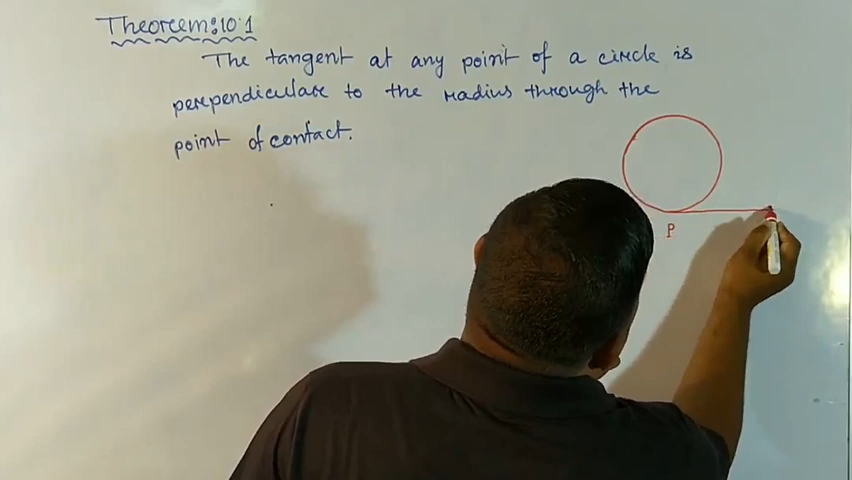 Theorem:10.1
The tangent at any point of a circle is
perpendicular to the radius through the
point of contact.
P